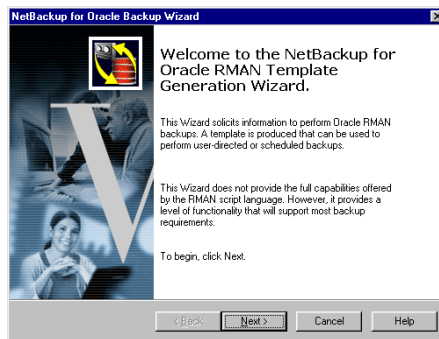 NetBackup for Oracle Backup Wizard
Welcome to the NetBackup for
Oracle RMAN Template
Generation Wizard.
This Wizard solicits information to perform Oracle RMAN
backups. A template is produced that can be used to
perform user-directed or scheduled backups.
This Wizard does not provide the full capabilities offered
by the RMAN script language. However, it provides a
level of functionality that will support most backup
requirements.
To begin, click Next.
< Back
Next >
Cancel
Help